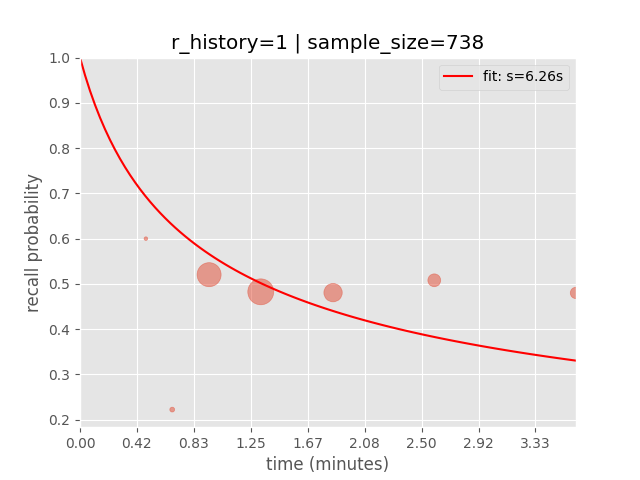 r_history=1 | sample_size=738
fit: s=6.26s
recall probability
1.0
0.9
0.8
0.7
0.6
0.5
0.4
0.3
0.2
0.00 0.42 0.83 1.25 1.67 2.08 2.50 2.92 3.33
time (minutes)